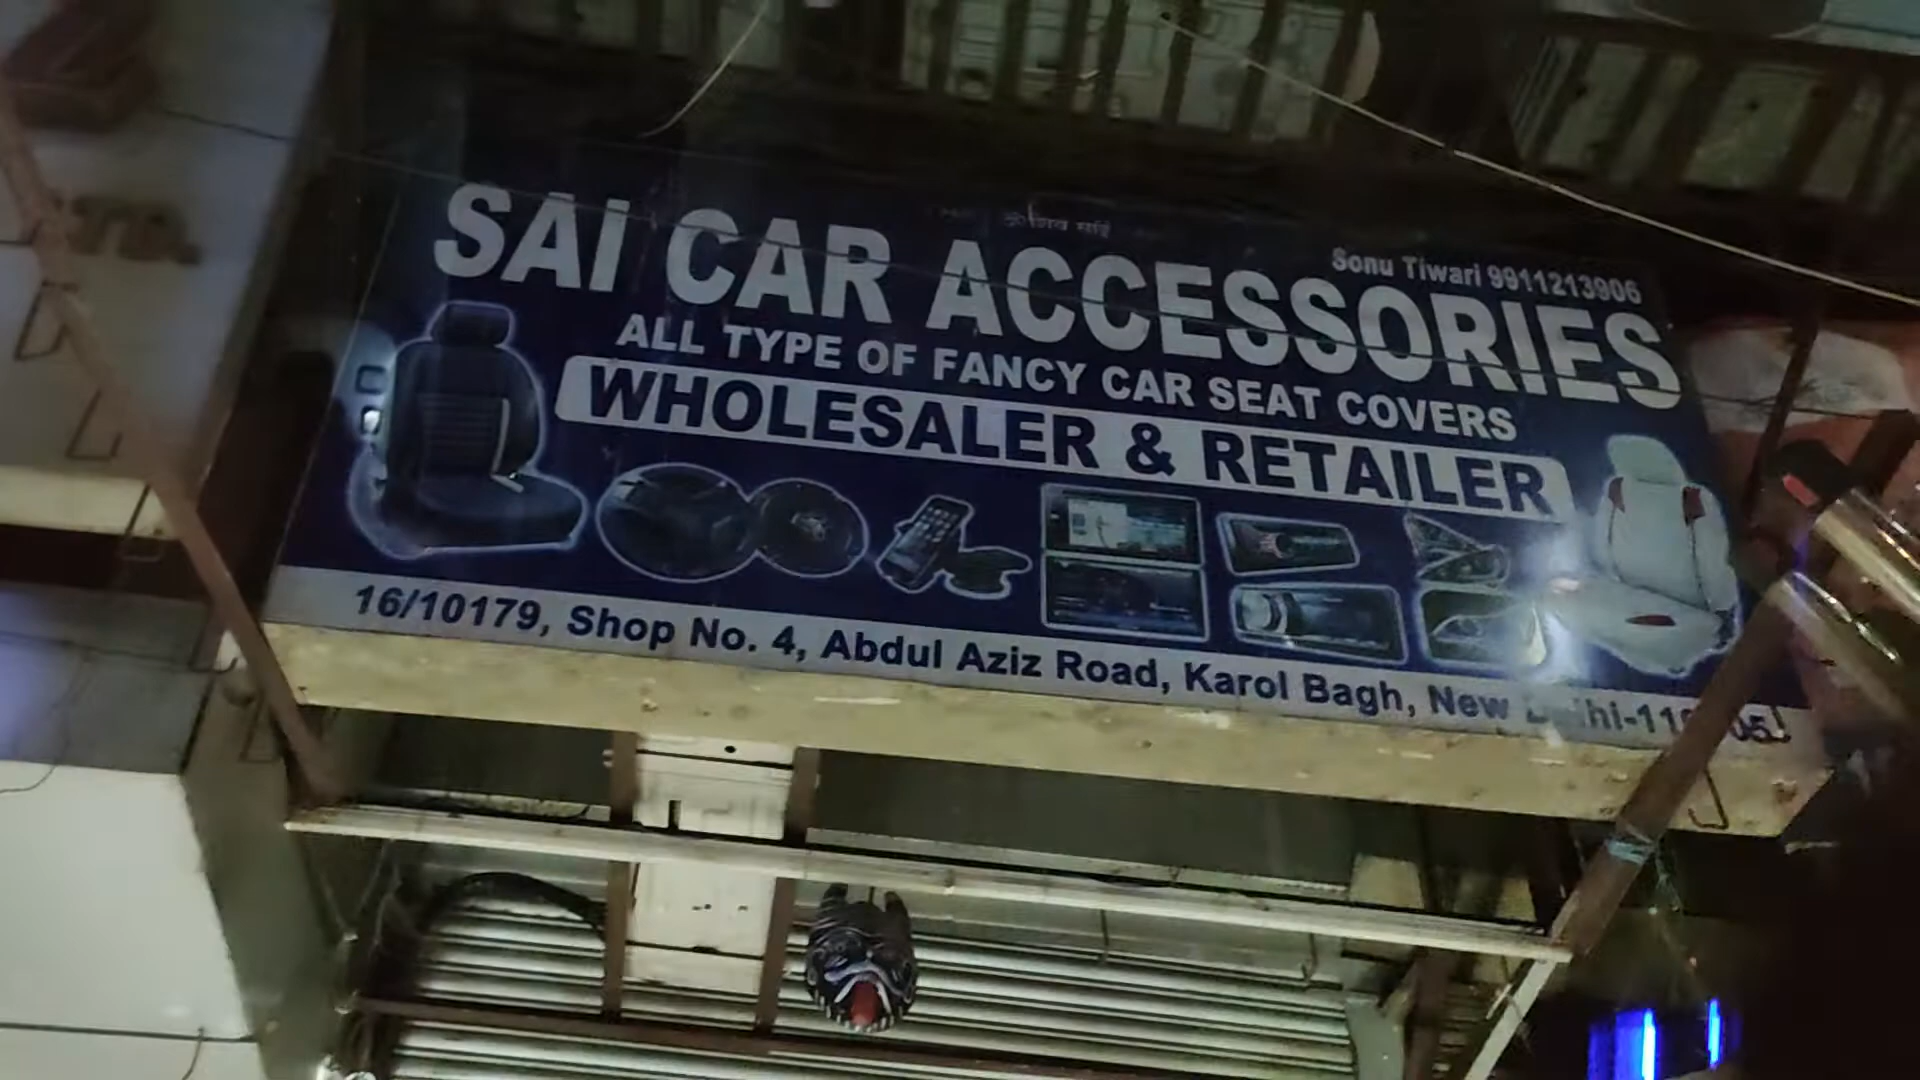 Sonu Tiwari 9911213906
SAI CAR ACCESSORIES
ALL TYPE OF FANCY CAR SEAT COVERS
WHOLESALER & RETAILER
16/10179, Shop No. 4, Abdul Aziz Road, Karol Bagh, New